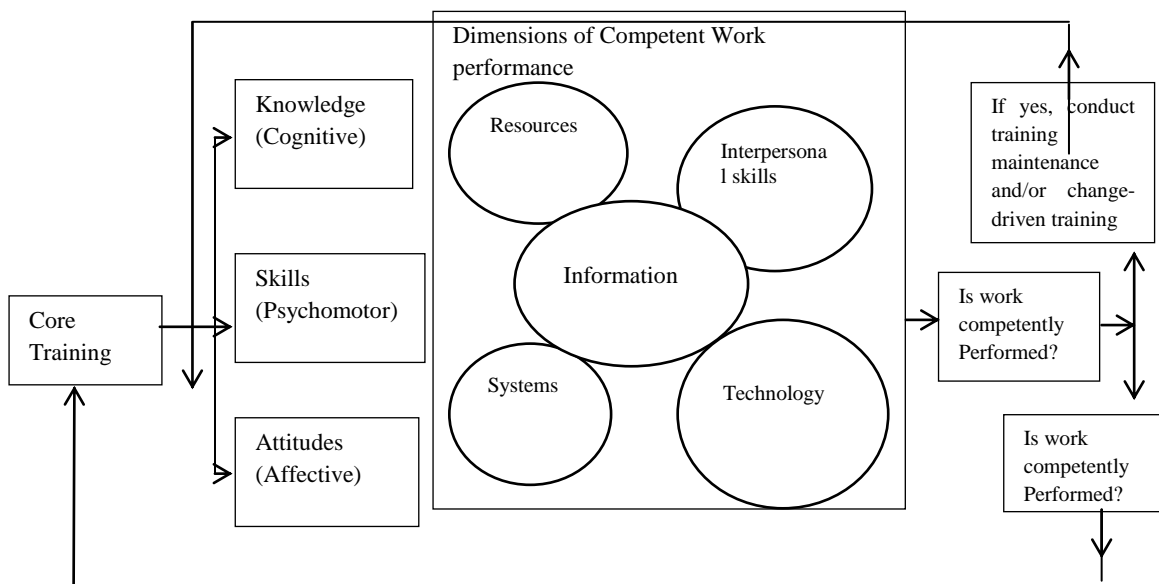 Core
Training
Knowledge
(Cognitive)
Skills
(Psychomotor)
Attitudes
(Affective)
Dimensions of Competent Work
performance
Resources
Interpersona
l skills
Information
Systems
Technology
Is work
competently
Performed?
If yes, conduct
training
maintenance
and/or change-
driven training
Is work
competently
Performed?